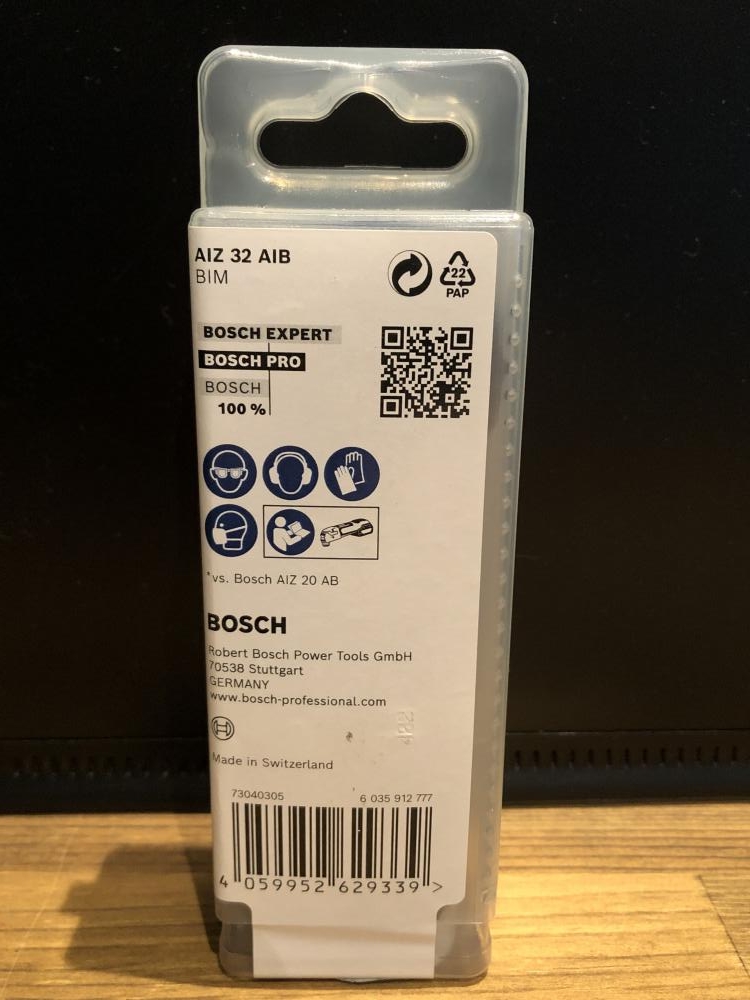 AIZ 32 AIB
BIM
22
PAP
BOSCH EXPERT
BOSCH PRO
BOSCH
100 %
*vs. Bosch AIZ 20 AB
BOSCH
Robert Bosch Power Tools GmbH
70538 Stuttgart
GERMANY
www.bosch-professional.com
Made in Switzerland
73040305 6 035 912 777
4 059952 629339 >